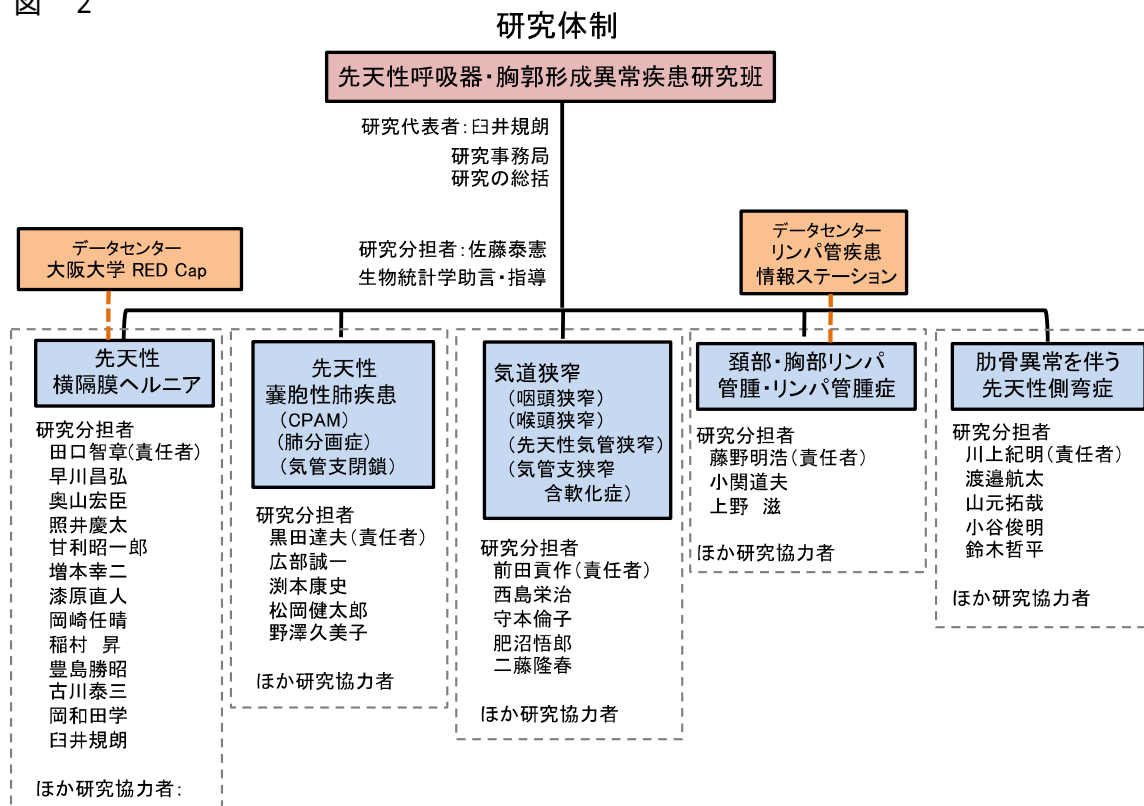 図 2
研究体制
先天性呼吸器・胸郭形成異常疾患研究班
研究代表者：臼井規朗
研究事務局
研究の総括
研究分担者：佐藤泰憲
生物統計学助言・指導
データセンター
大阪大学 RED Cap
データセンター
リンパ管疾患
情報ステーション
先天性
横隔膜ヘルニア
研究分担者
田口智章（責任者）
早川昌弘
奥山宏臣
照井慶太
甘利昭一郎
増本幸二
漆原直人
岡崎任晴
稲村 昇
豊島勝昭
古川泰三
岡和田学
臼井規朗
ほか研究協力者：
先天性
嚢胞性肺疾患
（CPAM）
（肺分画症）
（気管支閉鎖）
研究分担者
黒田達夫（責任者）
広部誠一
渕本康史
松岡健太郎
野澤久美子
ほか研究協力者
気道狭窄
（咽頭狭窄）
（喉頭狭窄）
（先天性気管狭窄）
（気管支狭窄
含軟化症）
研究分担者
前田貢作（責任者）
西島栄治
守本倫子
肥沼悟郎
二藤隆春
ほか研究協力者
頚部・胸部リンパ
管腫・リンパ管腫症
研究分担者
藤野明浩（責任者）
小関道夫
上野 滋
ほか研究協力者
肋骨異常を伴う
先天性側弯症
研究分担者
川上紀明（責任者）
渡邉航太
山元拓哉
小谷俊明
鈴木哲平
ほか研究協力者